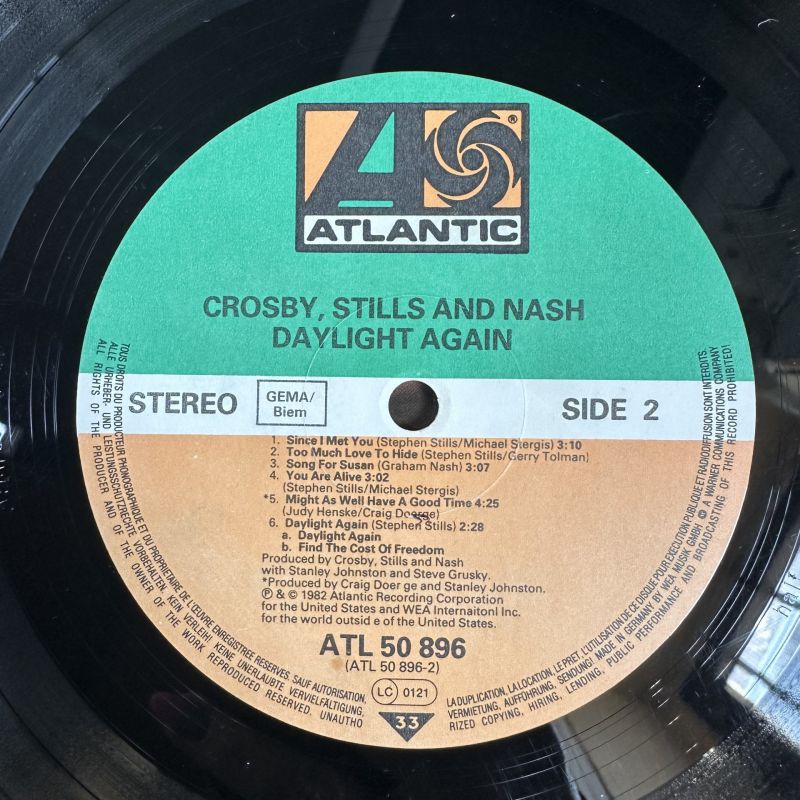 ATLANTIC
®
CROSBY, STILLS AND NASH
DAYLIGHT AGAIN
STEREO
GEMA/
Biem
SIDE 2
1. Since I Met You (Stephen Stills/Michael Stergis) 3:10
2. Too Much Love To Hide (Stephen Stills/Gerry Tolman)
3. Song For Susan (Graham Nash) 3:07
4. You Are Alive 3:02
(Stephen Stills/Michael Stergis)
*5. Might As Well Have A Good Time 4:25
(Judy Henske/Craig Doerge)
6. Daylight Again (Stephen Stills) 2:28
a. Daylight Again
b. Find The Cost Of Freedom
Produced by Crosby, Stills and Nash
with Stanley Johnston and Steve Grusky.
*Produced by Craig Doer ge and Stanley Johnston.
℗ & © 1982 Atlantic Recording Corporation
for the United States and WEA Internaitonl Inc.
for the world outsid e of the United States.
ATL 50 896
(ATL 50 896-2)
LC 0121
33
TOUS DROITS DU PRODUCTEUR PHONOGRAPHIQUE ET DU PROPRIETAIRE DE L'ŒUVRE ENREGISTREE RESERVES. SAUF AUTORISATION,
LA DUPLICATION, LA LOCATION, LE PRET, L'UTILISATION DE CE DISQUE POUR EXECUTION PUBLIQUE ET RADIODIFFUSION SONT INTERDITS
ALLE URHEBER- UND LEISTUNGSSCHUTZRECHTE VORBEHALTEN. KEIN VERLEIH! KEINE UNERLAUBTE VERVIELFÄLTIGUNG,
VERMIETUNG, AUFFÜHRUNG, SENDUNG! MADE IN GERMANY BY WEA MUSIK GMBH A WARNER COMMUNICATIONS COMPANY
ALL RIGHTS OF THE PRODUCER AND OF THE OWNER OF THE WORK REPRODUCED RESERVED. UNAUTHO
RIZED COPYING, HIRING, LENDING, PUBLIC PERFORMANCE AND BROADCASTING OF THIS RECORD PROHIBITED!